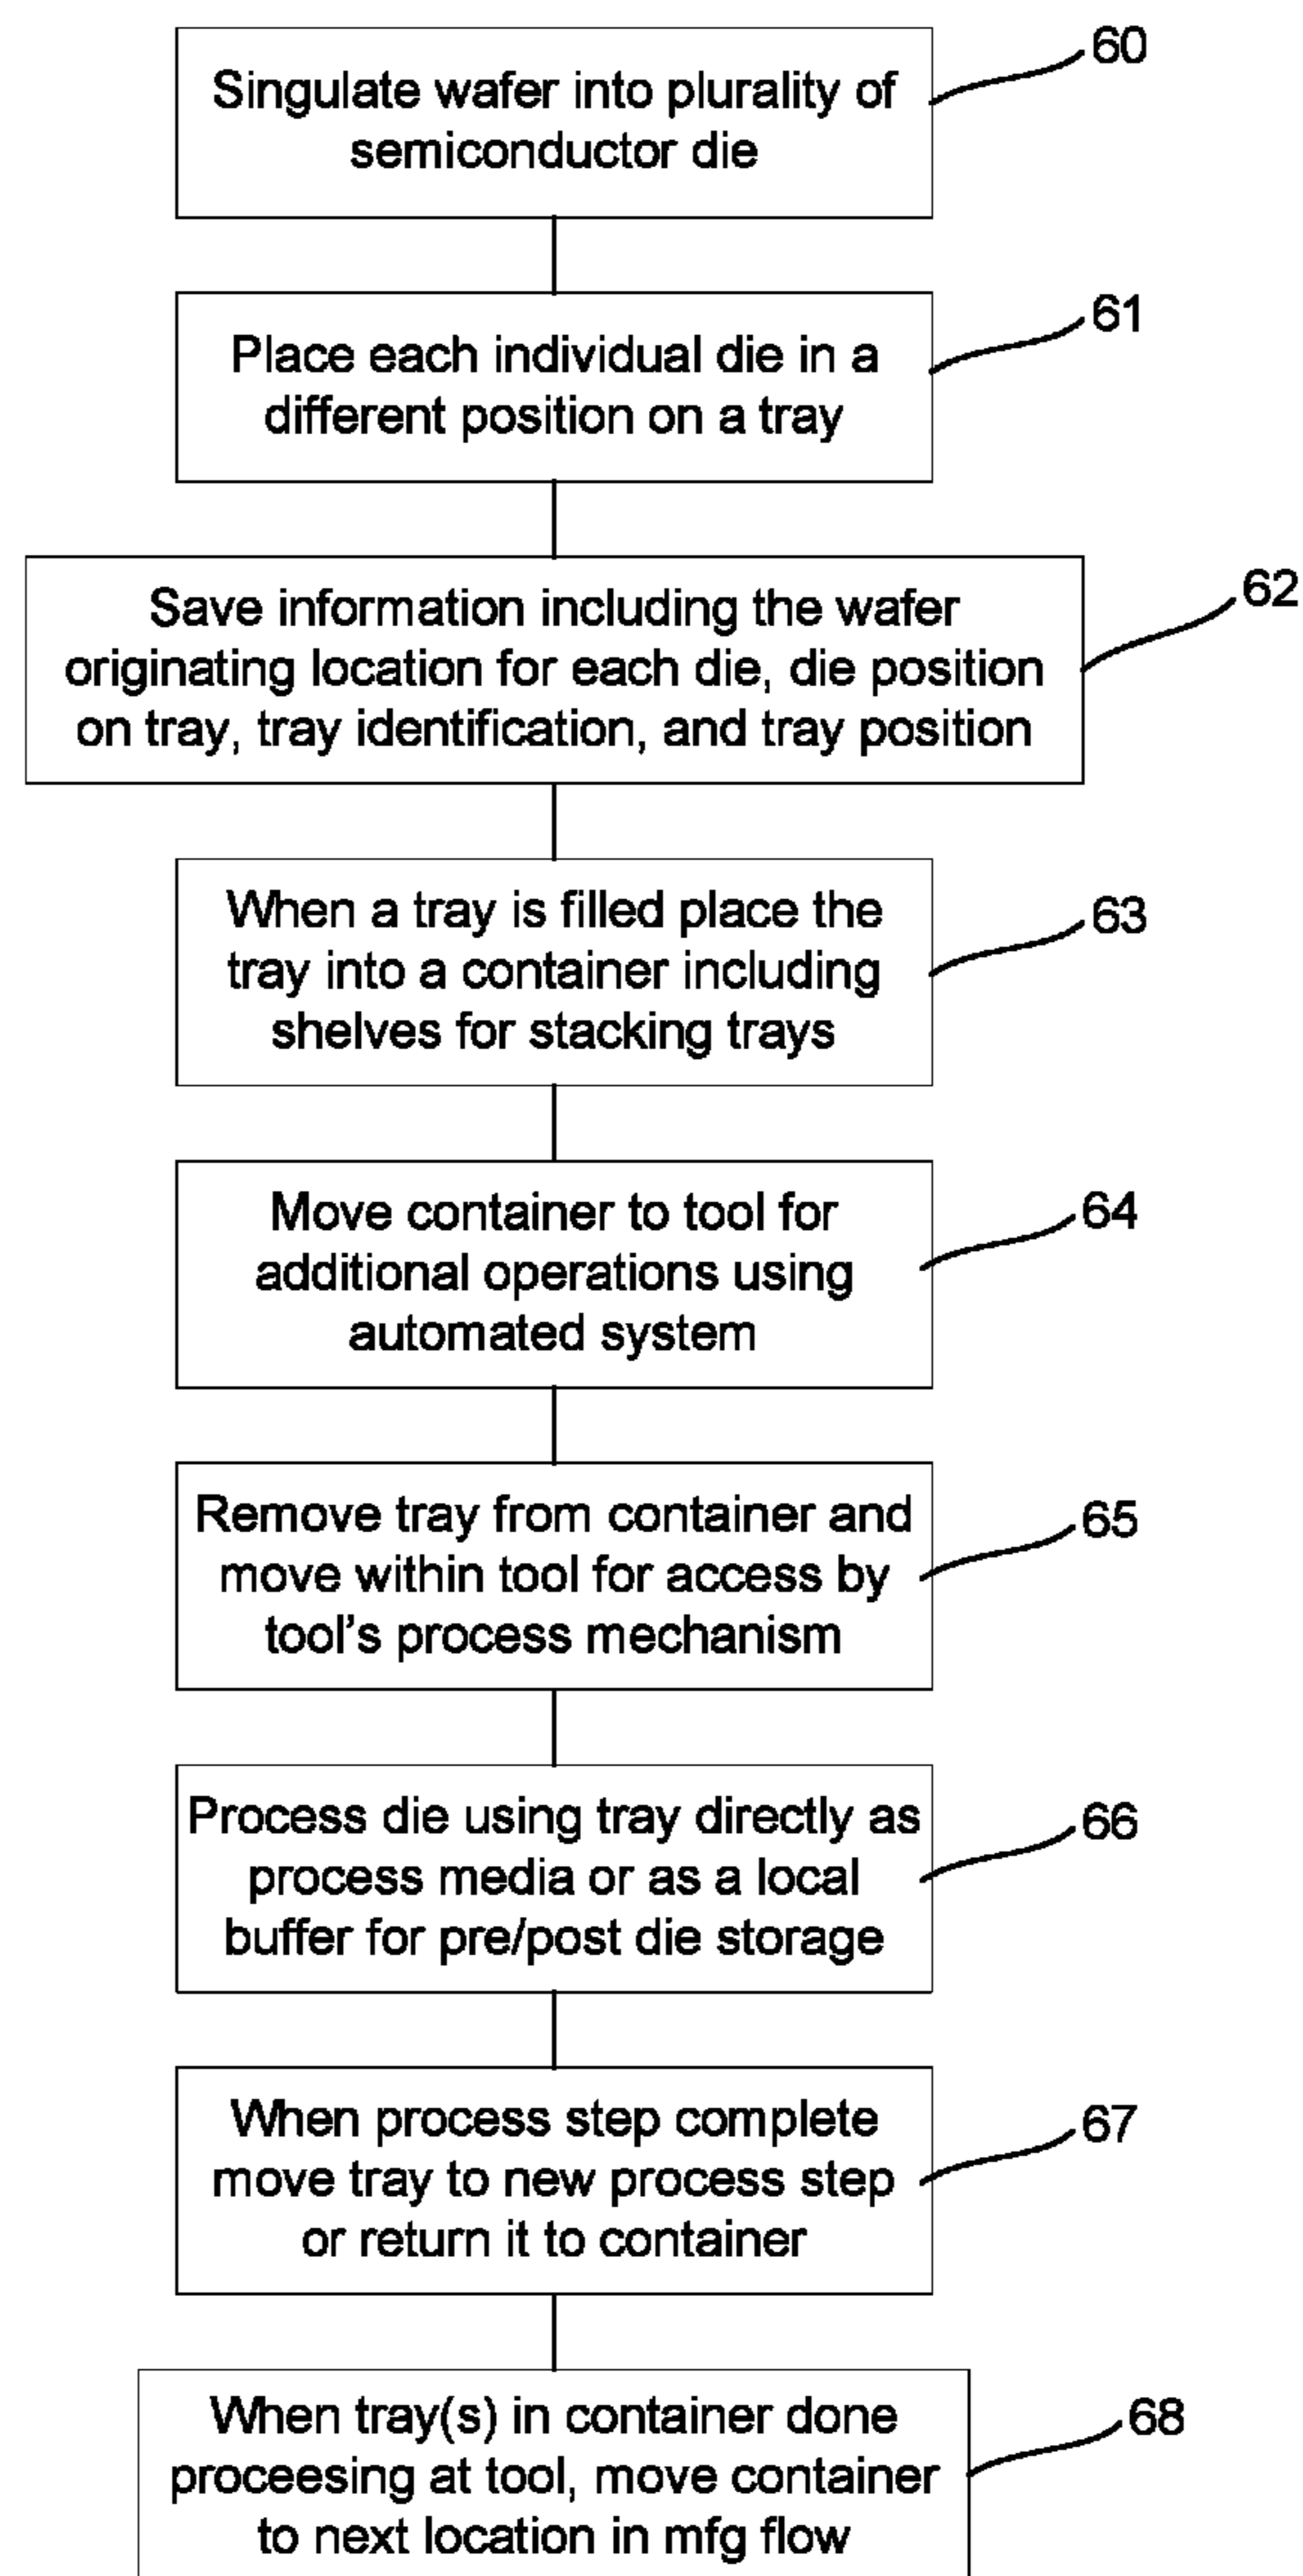 Singulate wafer into plurality of
semiconductor die
60
Place each individual die in a
different position on a tray
61
Save information including the wafer
originating location for each die, die position
on tray, tray identification, and tray position
62
When a tray is filled place the
tray into a container including
shelves for stacking trays
63
Move container to tool for
additional operations using
automated system
64
Remove tray from container and
move within tool for access by
tool's process mechanism
65
Process die using tray directly as
process media or as a local
buffer for pre/post die storage
66
When process step complete
move tray to new process step
or return it to container
67
When tray(s) in container done
proceesing at tool, move container
to next location in mfg flow
68